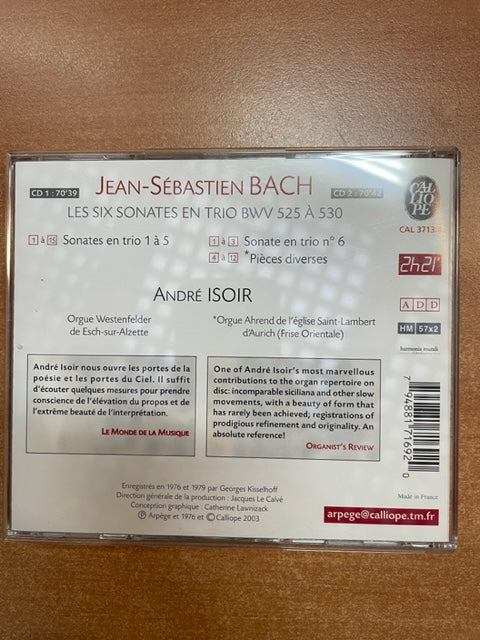 CD 1 : 70'39
JEAN-SÉBASTIEN BACH
CD 2 : 70'42
LES SIX SONATES EN TRIO BWV 525 À 530
CAL LIO PE
CAL 3713.4
1 à 15 Sonates en trio 1 à 5
1 à 3 Sonate en trio n° 6
4 à 12 *Pièces diverses
2h21'
ANDRÉ ISOIR
A D D
Orgue Westenfelder
de Esch-sur-Alzette
*Orgue Ahrend de l'église Saint-Lambert
d'Aurich (Frise Orientale)
HM 57x2
harmonia mundi
André Isoir nous ouvre les portes de la
poésie et les portes du Ciel. Il suffit
d'écouter quelques mesures pour prendre
conscience de l'élévation du propos et de
l'extrême beauté de l'interprétation.
LE MONDE DE LA MUSIQUE
One of André Isoir's most marvellous
contributions to the organ repertoire on
disc: incomparable siciliana and other slow
movements, with a beauty of form that
has rarely been achieved; registrations of
prodigious refinement and originality. An
absolute reference!
ORGANIST'S REVIEW
7 94881 71692 0
Enregistrés en 1976 et 1979 par Georges Kisselhoff
Direction générale de la production : Jacques Le Calvé
Conception graphique : Catherine Lawnizack
Ⓟ Arpège et 1976 et © Calliope 2003
Made in France
arpege@calliope.tm.fr